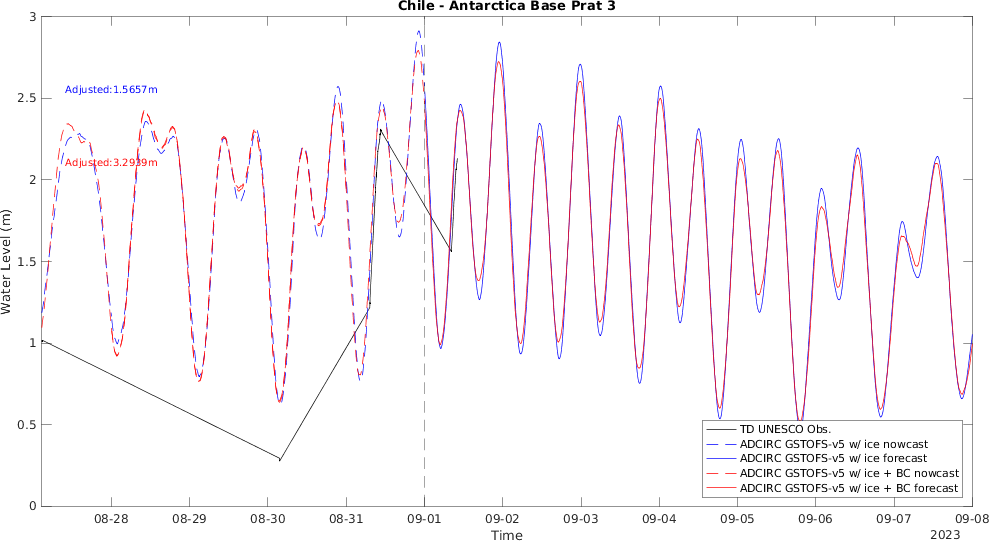 Chile - Antarctica Base Prat 3
Water Level (m)
3
2.5
2
1.5
1
0.5
0
Adjusted:1.5657m
Adjusted:3.2939m
TD UNESCO Obs.
ADCIRC GSTOFS-v5 w/ ice nowcast
ADCIRC GSTOFS-v5 w/ ice forecast
ADCIRC GSTOFS-v5 w/ ice + BC nowcast
ADCIRC GSTOFS-v5 w/ ice + BC forecast
08-28 08-29 08-30 08-31 09-01 09-02 09-03 09-04 09-05 09-06 09-07 09-08
Time
2023